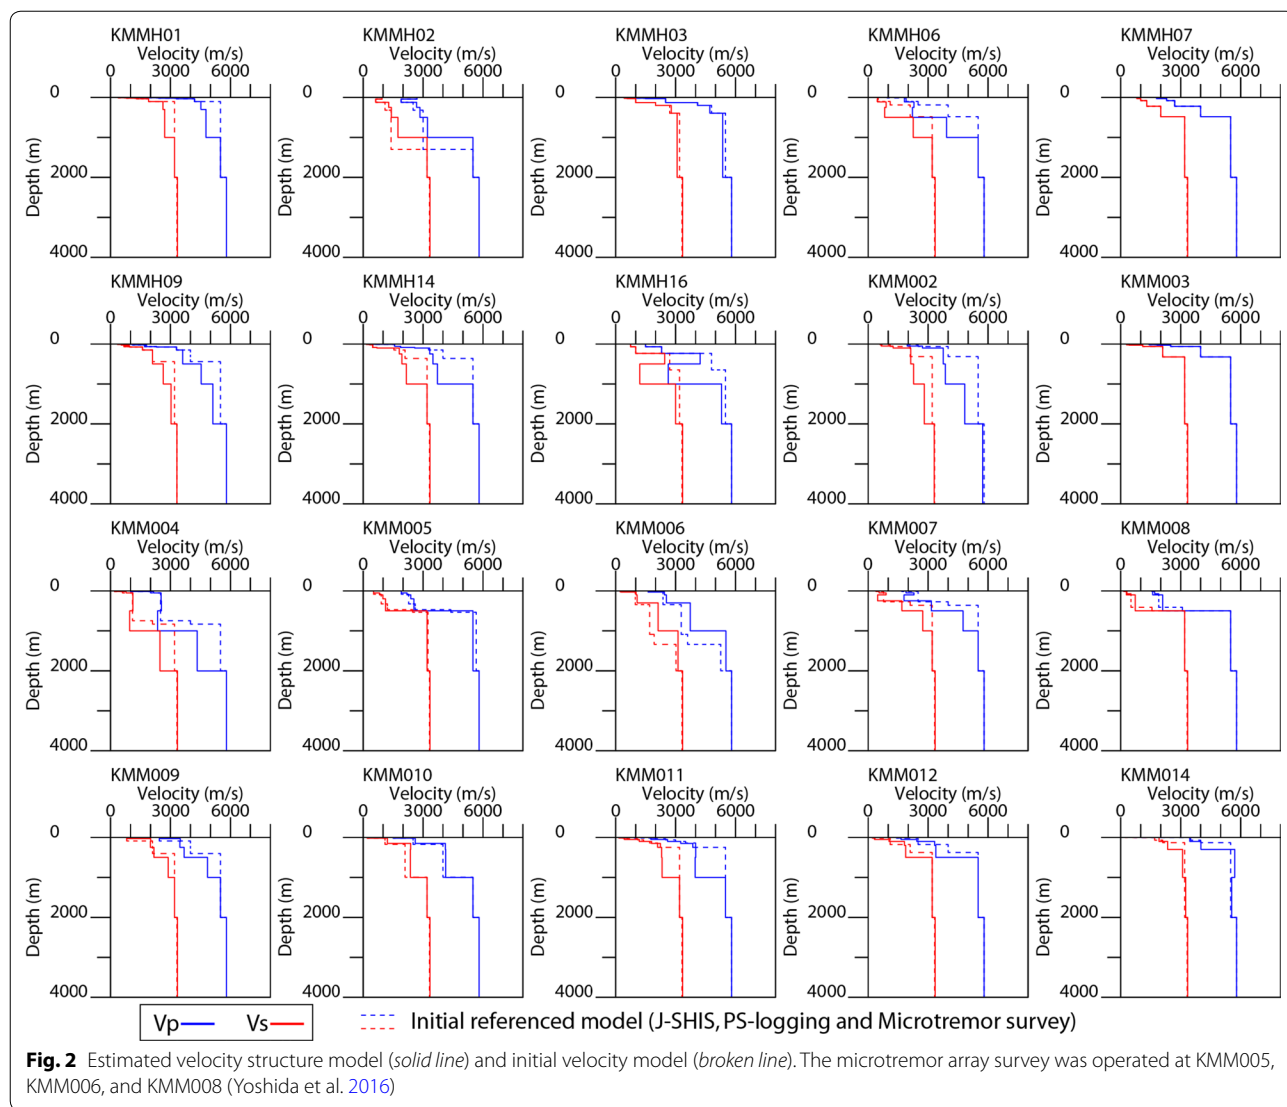 KMMH01 KMMH02 KMMH03 KMMH06 KMMH07
Velocity (m/s) Velocity (m/s) Velocity (m/s) Velocity (m/s) Velocity (m/s)
0 3000 6000 0 3000 6000 0 3000 6000 0 3000 6000 0 3000 6000
0 0 0 0 0
Depth (m) Depth (m) Depth (m) Depth (m) Depth (m)
2000 2000 2000 2000 2000
4000 4000 4000 4000 4000
KMMH09 KMMH14 KMMH16 KMM002 KMM003
Velocity (m/s) Velocity (m/s) Velocity (m/s) Velocity (m/s) Velocity (m/s)
0 3000 6000 0 3000 6000 0 3000 6000 0 3000 6000 0 3000 6000
0 0 0 0 0
Depth (m) Depth (m) Depth (m) Depth (m) Depth (m)
2000 2000 2000 2000 2000
4000 4000 4000 4000 4000
KMM004 KMM005 KMM006 KMM007 KMM008
Velocity (m/s) Velocity (m/s) Velocity (m/s) Velocity (m/s) Velocity (m/s)
0 3000 6000 0 3000 6000 0 3000 6000 0 3000 6000 0 3000 6000
0 0 0 0 0
Depth (m) Depth (m) Depth (m) Depth (m) Depth (m)
2000 2000 2000 2000 2000
4000 4000 4000 4000 4000
KMM009 KMM010 KMM011 KMM012 KMM014
Velocity (m/s) Velocity (m/s) Velocity (m/s) Velocity (m/s) Velocity (m/s)
0 3000 6000 0 3000 6000 0 3000 6000 0 3000 6000 0 3000 6000
0 0 0 0 0
Depth (m) Depth (m) Depth (m) Depth (m) Depth (m)
2000 2000 2000 2000 2000
4000 4000 4000 4000 4000
Vp Vs Initial referenced model (J-SHIS, PS-logging and Microtremor survey)
Fig. 2 Estimated velocity structure model (solid line) and initial velocity model (broken line). The microtremor array survey was operated at KMM005,
KMM006, and KMM008 (Yoshida et al. 2016)